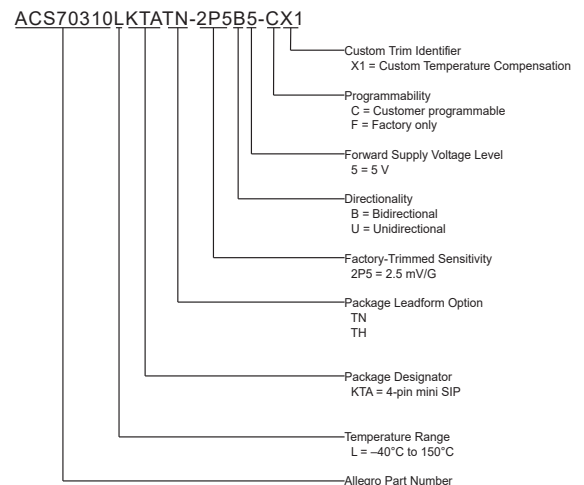 ACS70310LKTATN-2P5B5-CX1
Custom Trim Identifier
X1 = Custom Temperature Compensation
Programmability
C = Customer programmable
F = Factory only
Forward Supply Voltage Level
5 = 5 V
Directionality
B = Bidirectional
U = Unidirectional
Factory-Trimmed Sensitivity
2P5 = 2.5 mV/G
Package Leadform Option
TN
TH
Package Designator
KTA = 4-pin mini SIP
Temperature Range
L = –40°C to 150°C
Allegro Part Number